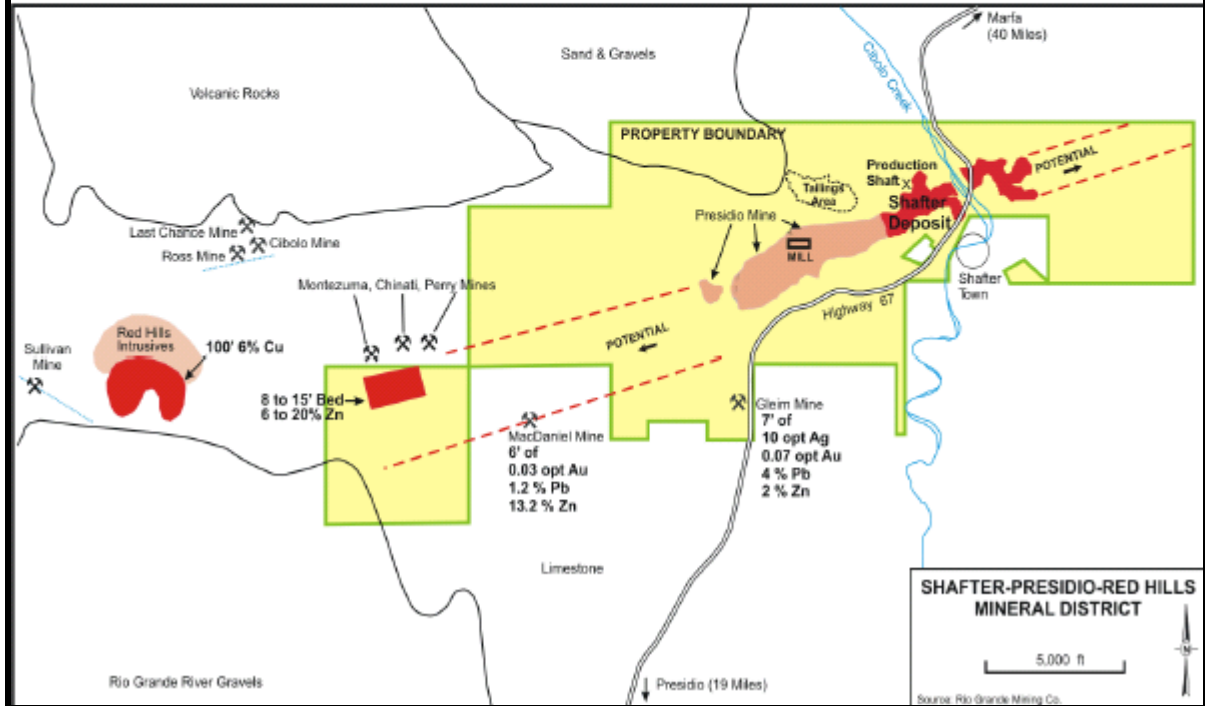 Marfa
(40 Miles)
Sand & Gravels
Cibolo Creek
Volcanic Rocks
PROPERTY BOUNDARY
Production
Shaft
POTENTIAL
Tailings
Area
Shafter
Deposit
Presidio Mine
MILL
Last Chance Mine
Cibolo Mine
Ross Mine
Shafter
Town
Montezuma, Chinati, Perry Mines
Highway 67
Red Hills
Intrusives
100' 6% Cu
POTENTIAL
Sullivan
Mine
8 to 15' Bed
6 to 20% Zn
MacDaniel Mine
6' of
0.03 opt Au
1.2 % Pb
13.2 % Zn
Gleim Mine
7' of
10 opt Ag
0.07 opt Au
4 % Pb
2 % Zn
Limestone
SHAFTER-PRESIDIO-RED HILLS
MINERAL DISTRICT
N
5,000 ft
Rio Grande River Gravels
Presidio (19 Miles)
Source: Rio Grande Mining Co.